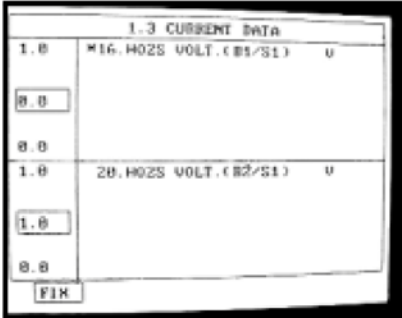 1.3 CURRENT DATA
1.0 *16.HO2S VOLT.(B1/S1) V
0.0
0.0
1.0 20.HO2S VOLT.(B2/S1) V
1.0
0.0
FIX